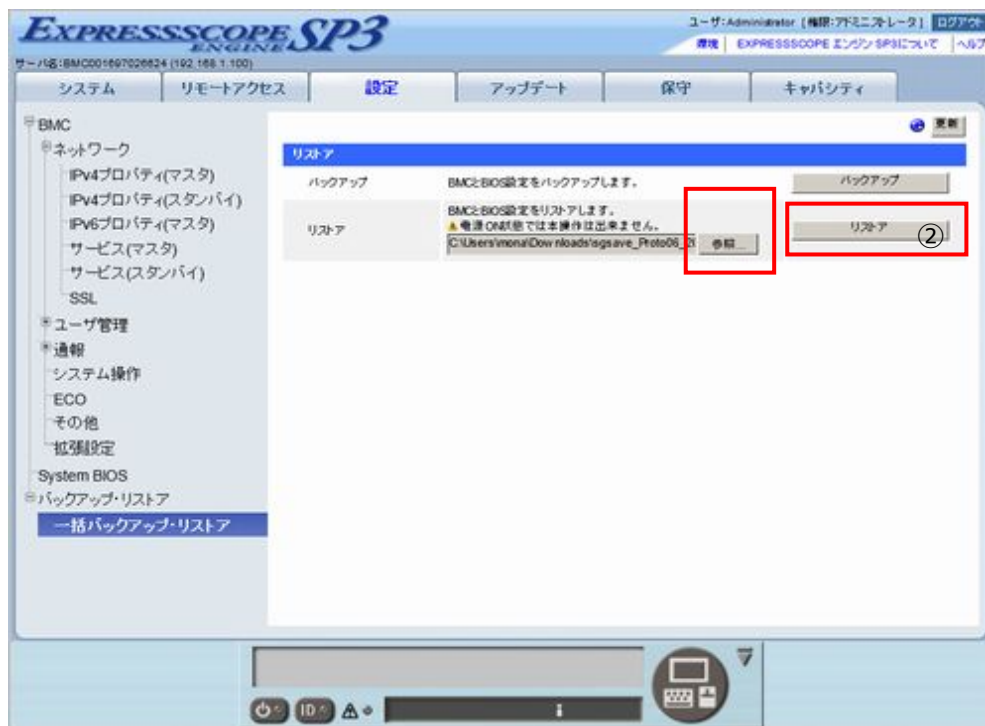 EXPRESSSCOPE
ENGINE SP3
ユーザ:Administrator [権限:アドミニストレータ] ログアウト
環境 EXPRESSSCOPE エンジン SP3について ヘルプ
サーバ名:BMC001697026624 (192.168.1.100)
システム リモートアクセス 設定 アップデート 保守 キャパシティ
更新
BMC
ネットワーク
IPv4プロパティ(マスタ)
IPv4プロパティ(スタンバイ)
IPv6プロパティ(マスタ)
サービス(マスタ)
サービス(スタンバイ)
SSL
ユーザ管理
通報
システム操作
ECO
その他
拡張設定
System BIOS
バックアップ・リストア
一括バックアップ・リストア
リストア
バックアップ BMCとBIOS設定をバックアップします。 バックアップ
リストア
BMCとBIOS設定をリストアします。
電源ON状態では本操作は出来ません。
C:\Users\mona\Downloads\sgsave_Proto06_2 参照... リストア ②
ID